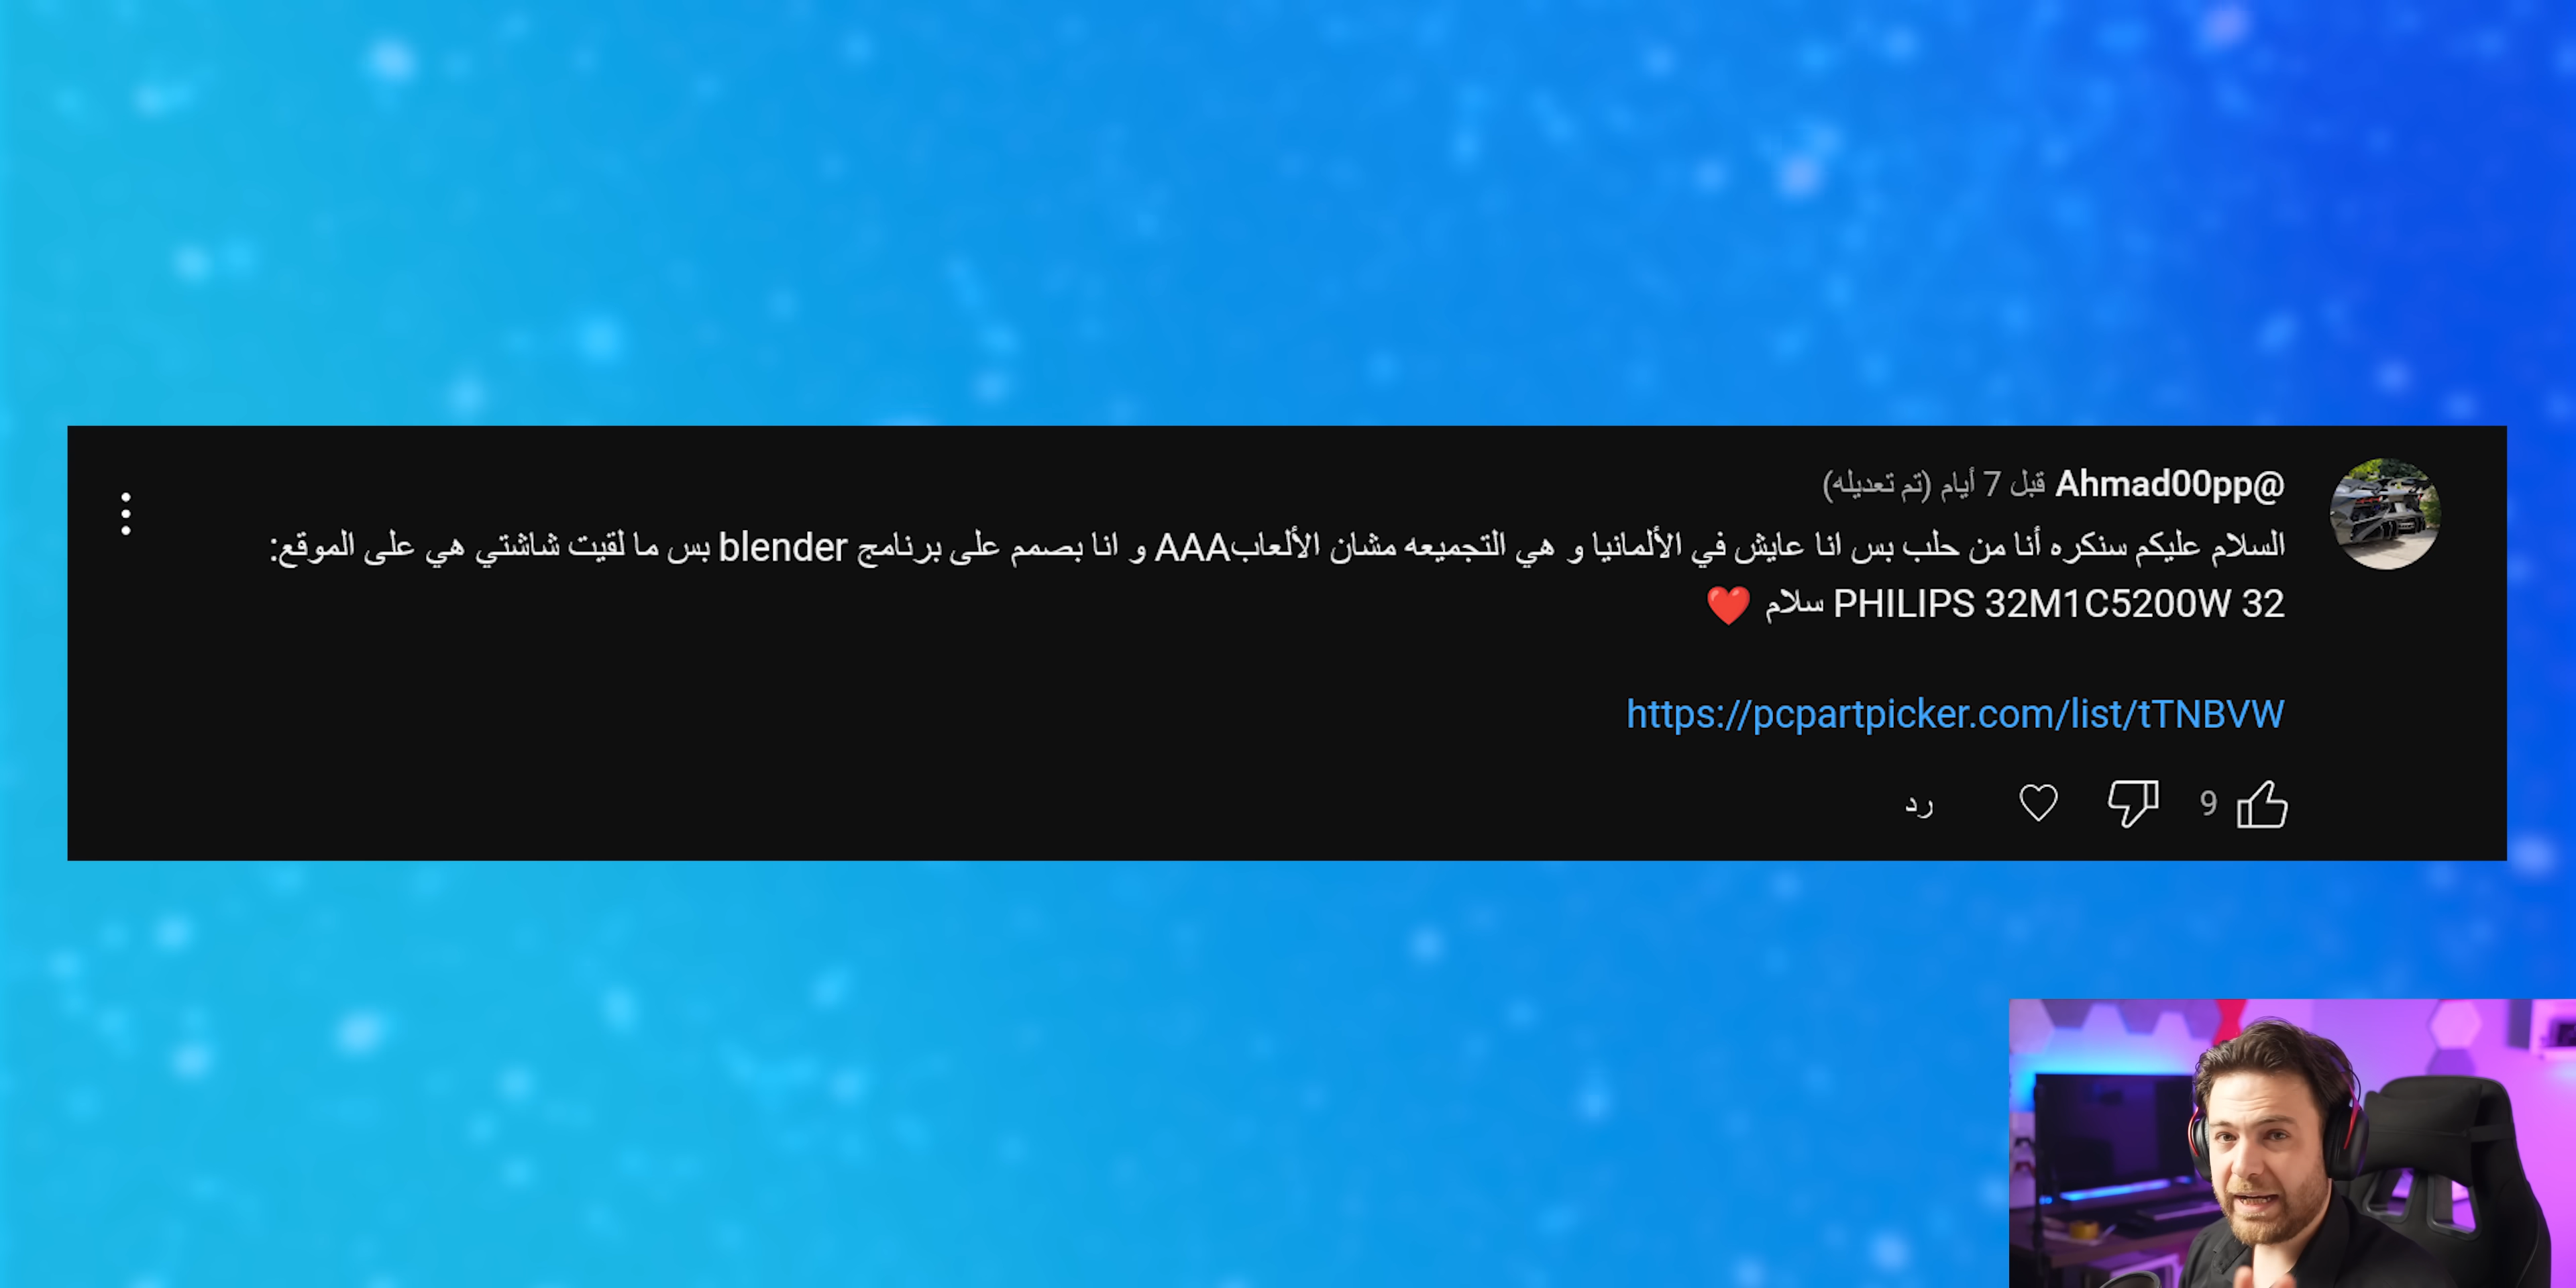 @Ahmad00pp قبل 7 أيام (تم تعديله)
السلام عليكم سنكره أنا من حلب بس انا عايش في الألمانيا و هي التجميعه مشان الألعابAAA و انا بصمم على برنامج blender بس ما لقيت شاشتي هي على الموقع:
PHILIPS 32M1C5200W 32 سلام ❤️
https://pcpartpicker.com/list/tTNBVW
9 رد